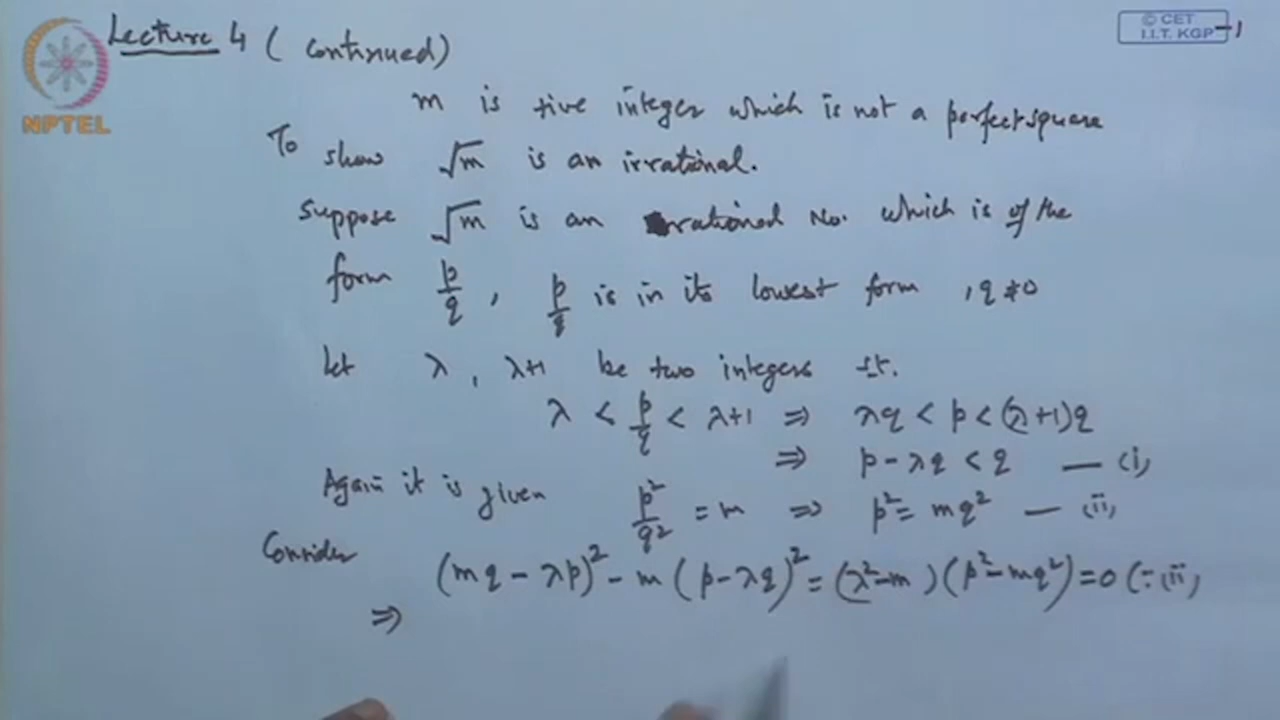 Lecture 4 (Continued)
© CET
I.I.T. KGP
-1
NPTEL
m is +ive integer which is not a perfect square
To show √m is an irrational.
Suppose √m is an rational No. which is of the
form p/q, p/q is in its lowest form, q≠0
Let λ, λ+1 be two integers s.t.
λ < p/q < λ+1 ⇒ λq < p < (λ+1)q
⇒ p-λq < q — (i)
Again it is given p²/q² = m ⇒ p² = mq² — (ii)
Consider
(mq - λp)² - m(p-λq)² = (λ²-m)(p²-mq²) = 0 (∵(ii)
⇒